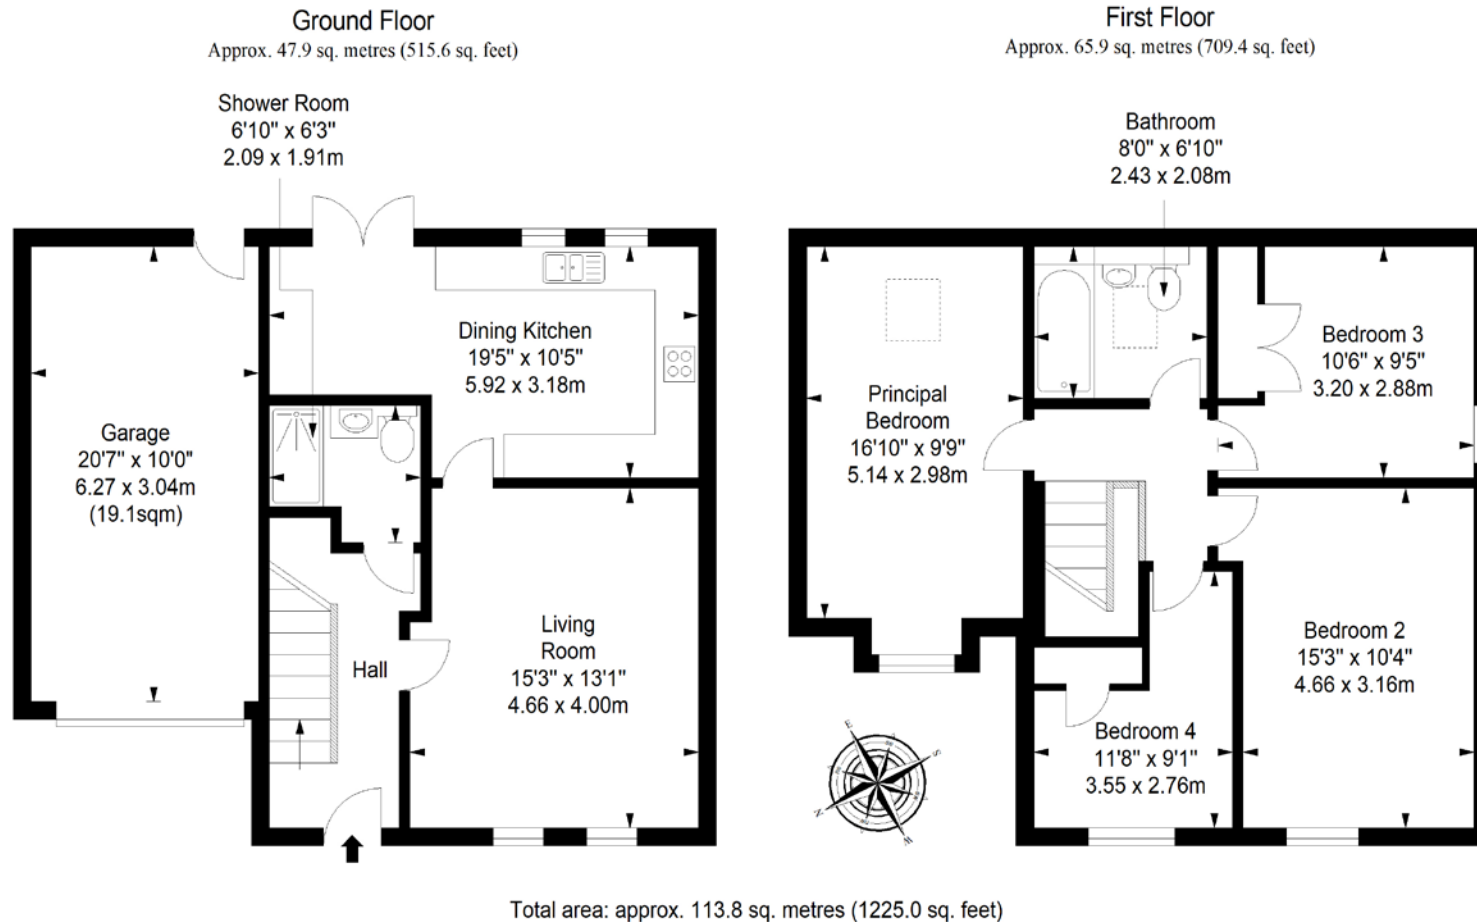 Ground Floor
Approx. 47.9 sq. metres (515.6 sq. feet)
First Floor
Approx. 65.9 sq. metres (709.4 sq. feet)
Shower Room
6'10" x 6'3"
2.09 x 1.91m
Bathroom
8'0" x 6'10"
2.43 x 2.08m
Dining Kitchen
19'5" x 10'5"
5.92 x 3.18m
Garage
20'7" x 10'0"
6.27 x 3.04m
(19.1sqm)
Living
Room
15'3" x 13'1"
4.66 x 4.00m
Hall
Principal
Bedroom
16'10" x 9'9"
5.14 x 2.98m
Bedroom 3
10'6" x 9'5"
3.20 x 2.88m
Bedroom 2
15'3" x 10'4"
4.66 x 3.16m
Bedroom 4
11'8" x 9'1"
3.55 x 2.76m
E
S
N
W
Total area: approx. 113.8 sq. metres (1225.0 sq. feet)